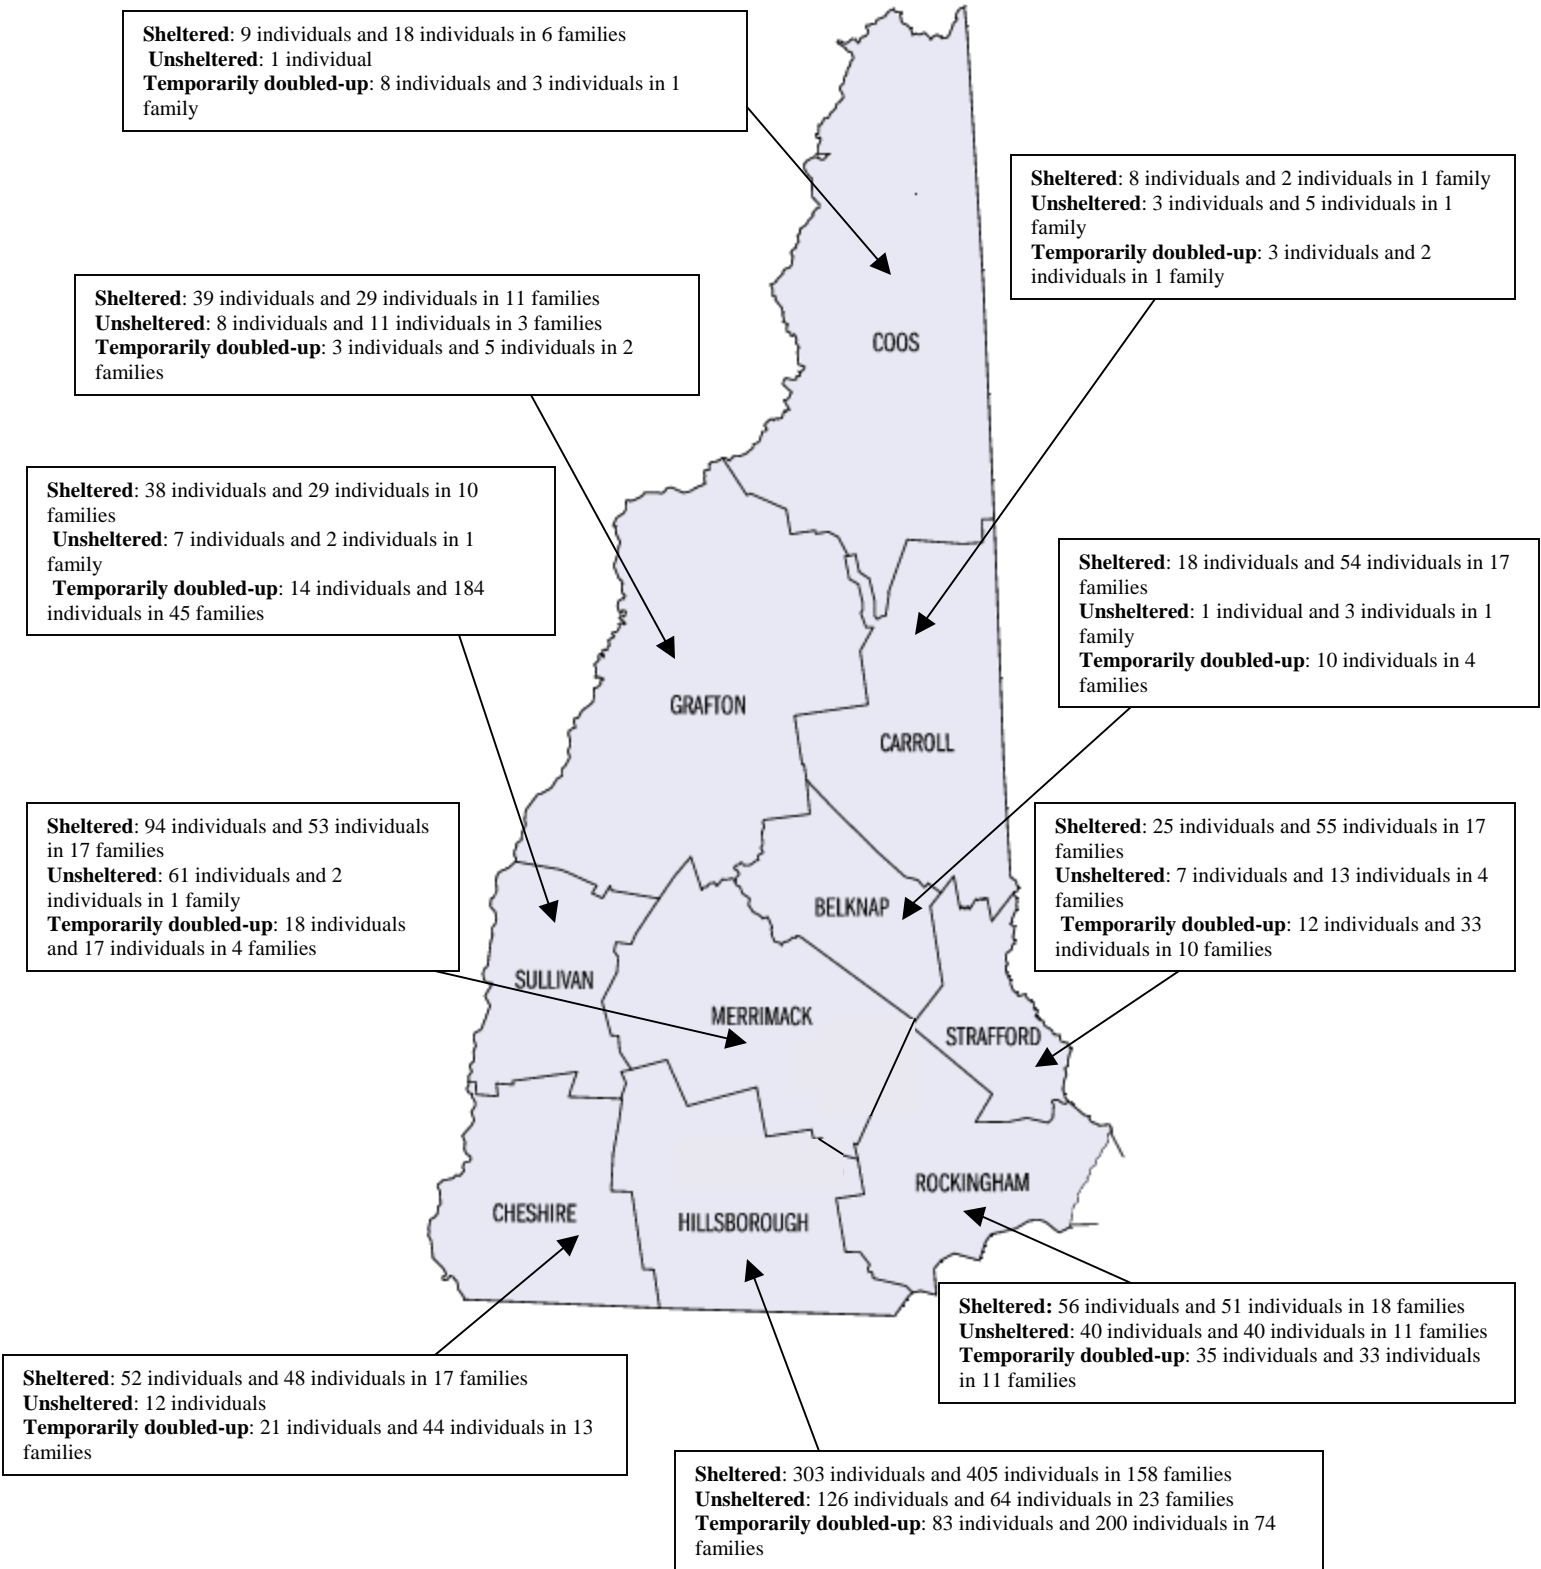 Sheltered: 9 individuals and 18 individuals in 6 families
Unsheltered: 1 individual
Temporarily doubled-up: 8 individuals and 3 individuals in 1
family
Sheltered: 8 individuals and 2 individuals in 1 family
Unsheltered: 3 individuals and 5 individuals in 1
family
Temporarily doubled-up: 3 individuals and 2
individuals in 1 family
Sheltered: 39 individuals and 29 individuals in 11 families
Unsheltered: 8 individuals and 11 individuals in 3 families
Temporarily doubled-up: 3 individuals and 5 individuals in 2
families
COOS
Sheltered: 38 individuals and 29 individuals in 10
families
Unsheltered: 7 individuals and 2 individuals in 1
family
Temporarily doubled-up: 14 individuals and 184
individuals in 45 families
Sheltered: 18 individuals and 54 individuals in 17
families
Unsheltered: 1 individual and 3 individuals in 1
family
Temporarily doubled-up: 10 individuals in 4
families
GRAFTON
CARROLL
Sheltered: 94 individuals and 53 individuals
in 17 families
Unsheltered: 61 individuals and 2
individuals in 1 family
Temporarily doubled-up: 18 individuals
and 17 individuals in 4 families
Sheltered: 25 individuals and 55 individuals in 17
families
Unsheltered: 7 individuals and 13 individuals in 4
families
Temporarily doubled-up: 12 individuals and 33
individuals in 10 families
BELKNAP
SULLIVAN
MERRIMACK
STRAFFORD
ROCKINGHAM
CHESHIRE
HILLSBOROUGH
Sheltered: 56 individuals and 51 individuals in 18 families
Unsheltered: 40 individuals and 40 individuals in 11 families
Temporarily doubled-up: 35 individuals and 33 individuals
in 11 families
Sheltered: 52 individuals and 48 individuals in 17 families
Unsheltered: 12 individuals
Temporarily doubled-up: 21 individuals and 44 individuals in 13
families
Sheltered: 303 individuals and 405 individuals in 158 families
Unsheltered: 126 individuals and 64 individuals in 23 families
Temporarily doubled-up: 83 individuals and 200 individuals in 74
families